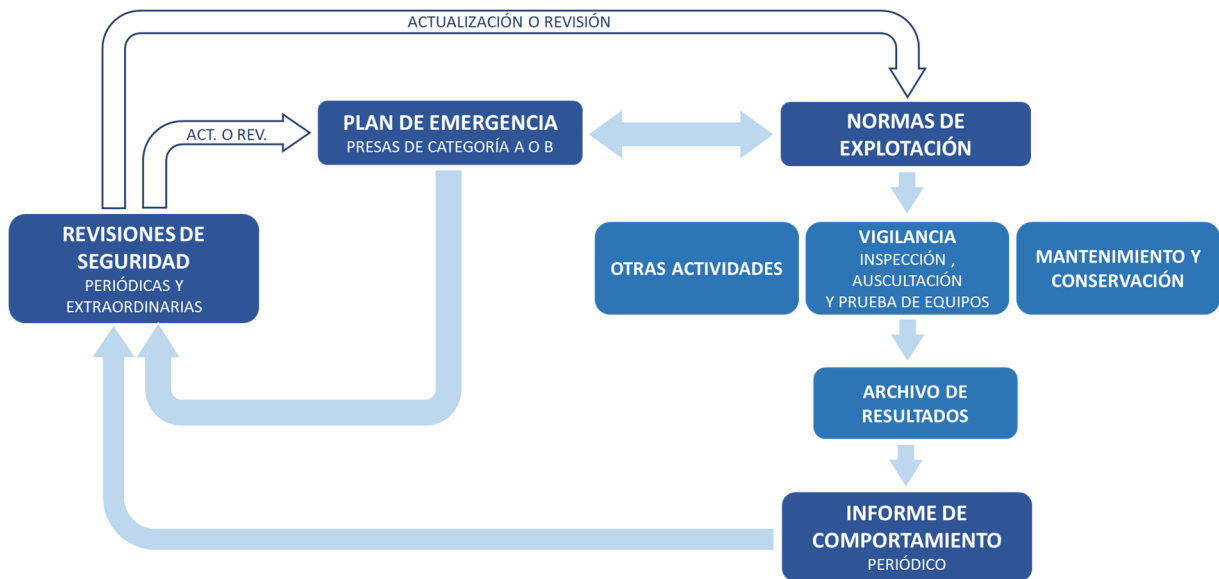 ACTUALIZACIÓN O REVISIÓN
ACT. O REV.
PLAN DE EMERGENCIA
PRESAS DE CATEGORÍA A O B
NORMAS DE
EXPLOTACIÓN
REVISIONES DE
SEGURIDAD
PERIÓDICAS Y
EXTRAORDINARIAS
OTRAS ACTIVIDADES
VIGILANCIA
INSPECCIÓN ,
AUSCULTACIÓN
Y PRUEBA DE EQUIPOS
MANTENIMIENTO Y
CONSERVACIÓN
ARCHIVO DE
RESULTADOS
INFORME DE
COMPORTAMIENTO
PERIÓDICO